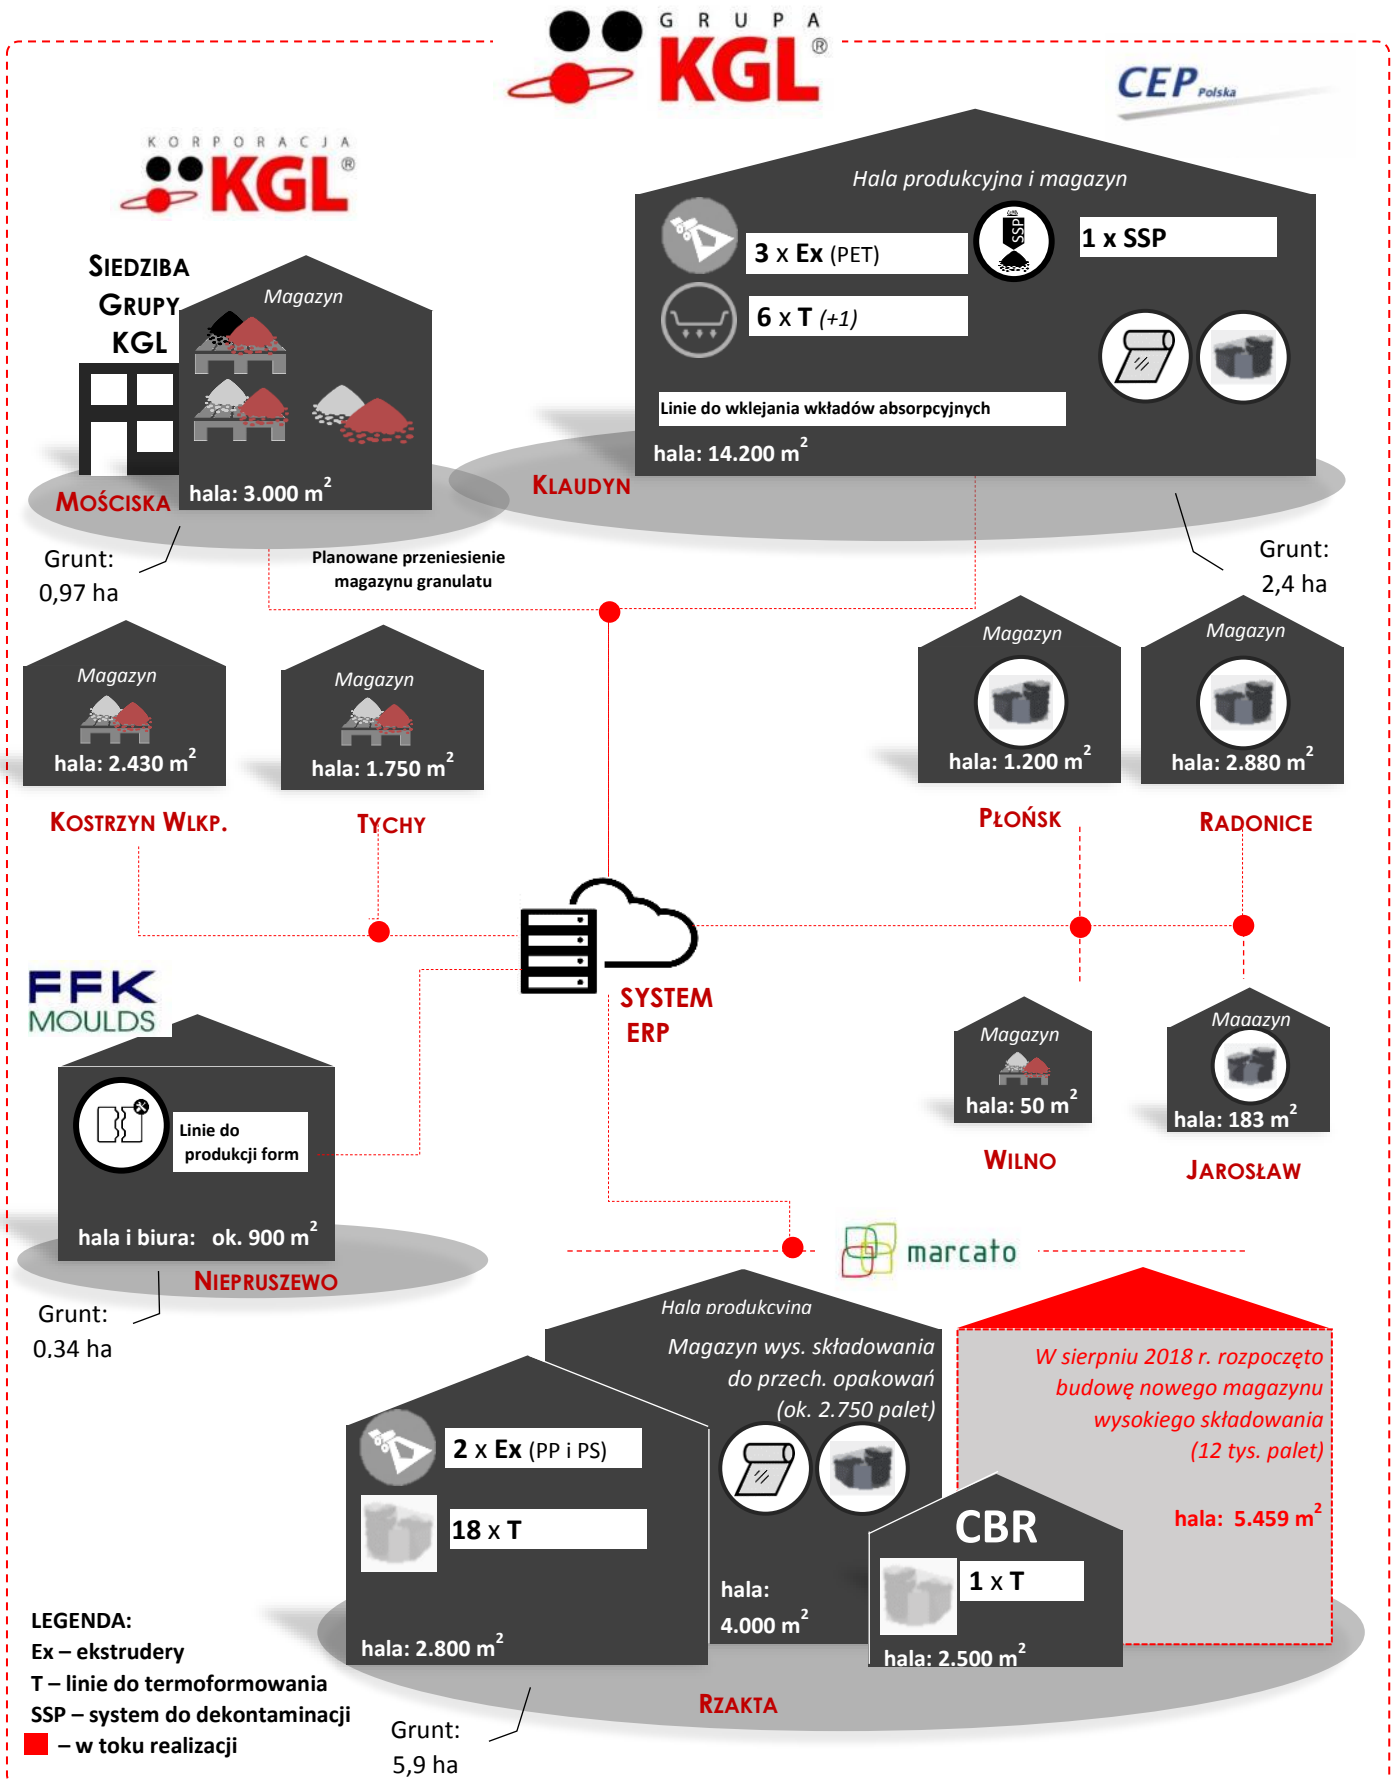 GRUPA
KGL®
CEP Polska
KORPORACJA
KGL®
SIEDZIBA
GRUPY
KGL
Magazyn
hala: 3.000 m2
MOŚCISKA
Grunt:
0,97 ha
Hala produkcyjna i magazyn
3 x Ex (PET)
SSP
1 x SSP
6 x T (+1)
Linie do wklejania wkładów absorpcyjnych
hala: 14.200 m2
KLAUDYN
Grunt:
2,4 ha
Planowane przeniesienie
magazynu granulatu
Magazyn
hala: 2.430 m2
KOSTRZYN WLKP.
Magazyn
hala: 1.750 m2
TYCHY
Magazyn
hala: 1.200 m2
PŁOŃSK
Magazyn
hala: 2.880 m2
RADONICE
SYSTEM
ERP
FFK
MOULDS
Linie do
produkcji form
hala i biura: ok. 900 m2
NIEPRUSZEWO
Grunt:
0,34 ha
Magazyn
hala: 50 m2
WILNO
Magazyn
hala: 183 m2
JAROSŁAW
marcato
Hala produkcyjna
Magazyn wys. składowania
do przech. opakowań
(ok. 2.750 palet)
hala:
4.000 m2
2 x Ex (PP i PS)
18 x T
hala: 2.800 m2
CBR
1 x T
hala: 2.500 m2
W sierpniu 2018 r. rozpoczęto
budowę nowego magazynu
wysokiego składowania
(12 tys. palet)
hala: 5.459 m2
RZAKTA
Grunt:
5,9 ha
LEGENDA:
Ex – ekstrudery
T – linie do termoformowania
SSP – system do dekontaminacji
– w toku realizacji